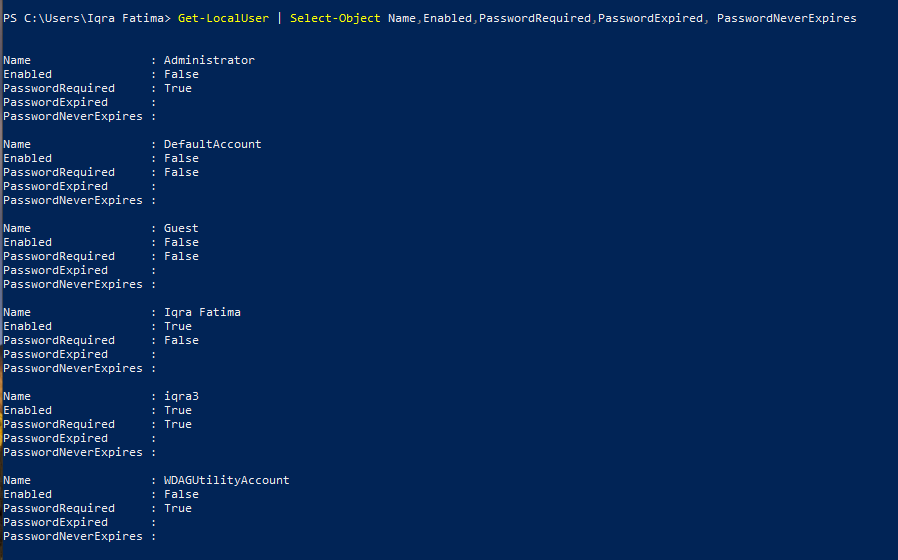 PS C:\Users\Iqra Fatima> Get-LocalUser | Select-Object Name,Enabled,PasswordRequired,PasswordExpired, PasswordNeverExpires
Name                 : Administrator
Enabled              : False
PasswordRequired     : True
PasswordExpired      :
PasswordNeverExpires :
Name                 : DefaultAccount
Enabled              : False
PasswordRequired     : False
PasswordExpired      :
PasswordNeverExpires :
Name                 : Guest
Enabled              : False
PasswordRequired     : False
PasswordExpired      :
PasswordNeverExpires :
Name                 : Iqra Fatima
Enabled              : True
PasswordRequired     : False
PasswordExpired      :
PasswordNeverExpires :
Name                 : iqra3
Enabled              : True
PasswordRequired     : True
PasswordExpired      :
PasswordNeverExpires :
Name                 : WDAGUtilityAccount
Enabled              : False
PasswordRequired     : True
PasswordExpired      :
PasswordNeverExpires :